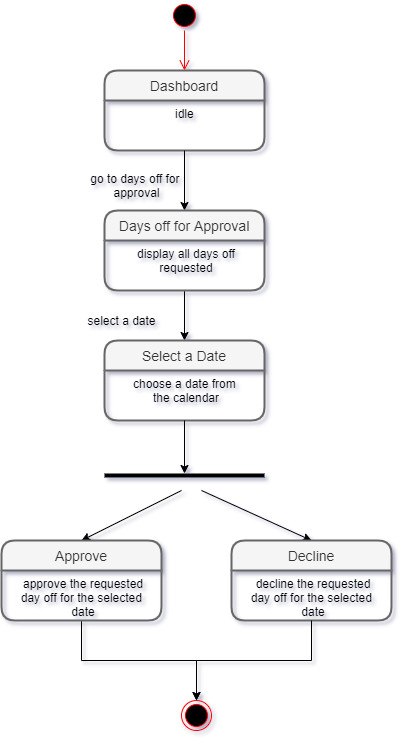 Dashboard
idle
go to days off for
approval
Days off for Approval
display all days off
requested
select a date
Select a Date
choose a date from
the calendar
Approve
approve the requested
day off for the selected
date
Decline
decline the requested
day off for the selected
date